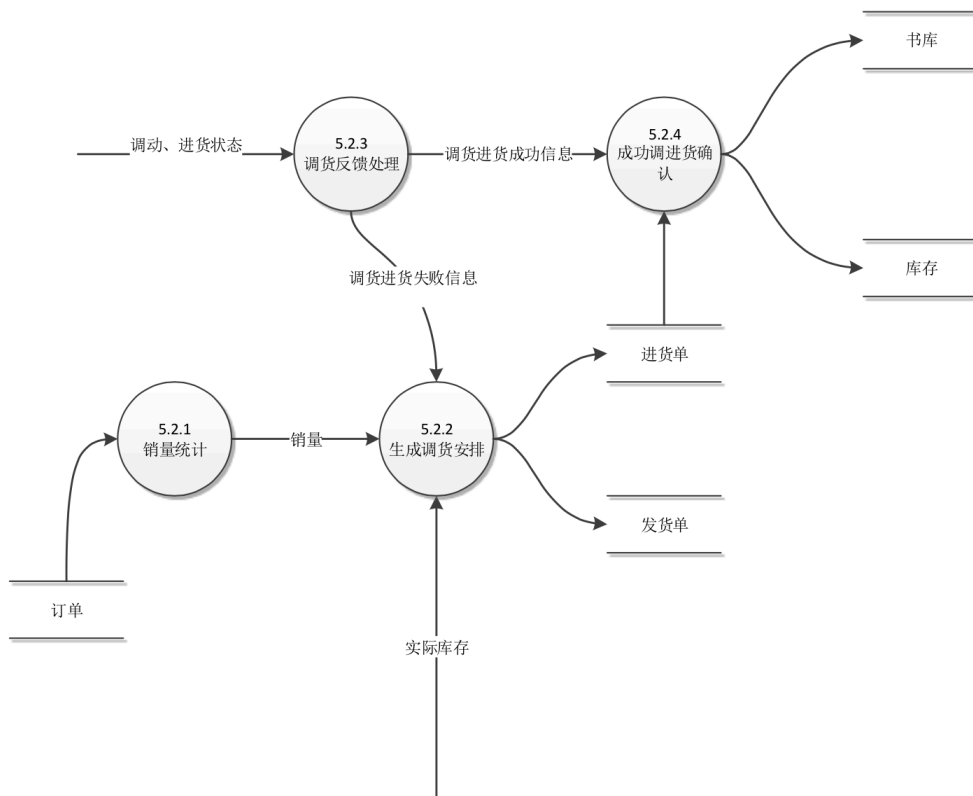 书库
调动、进货状态
5.2.3
调货反馈处理
调货进货成功信息
5.2.4
成功调进货确
认
库存
调货进货失败信息
进货单
5.2.1
销量统计
销量
5.2.2
生成调货安排
发货单
订单
实际库存